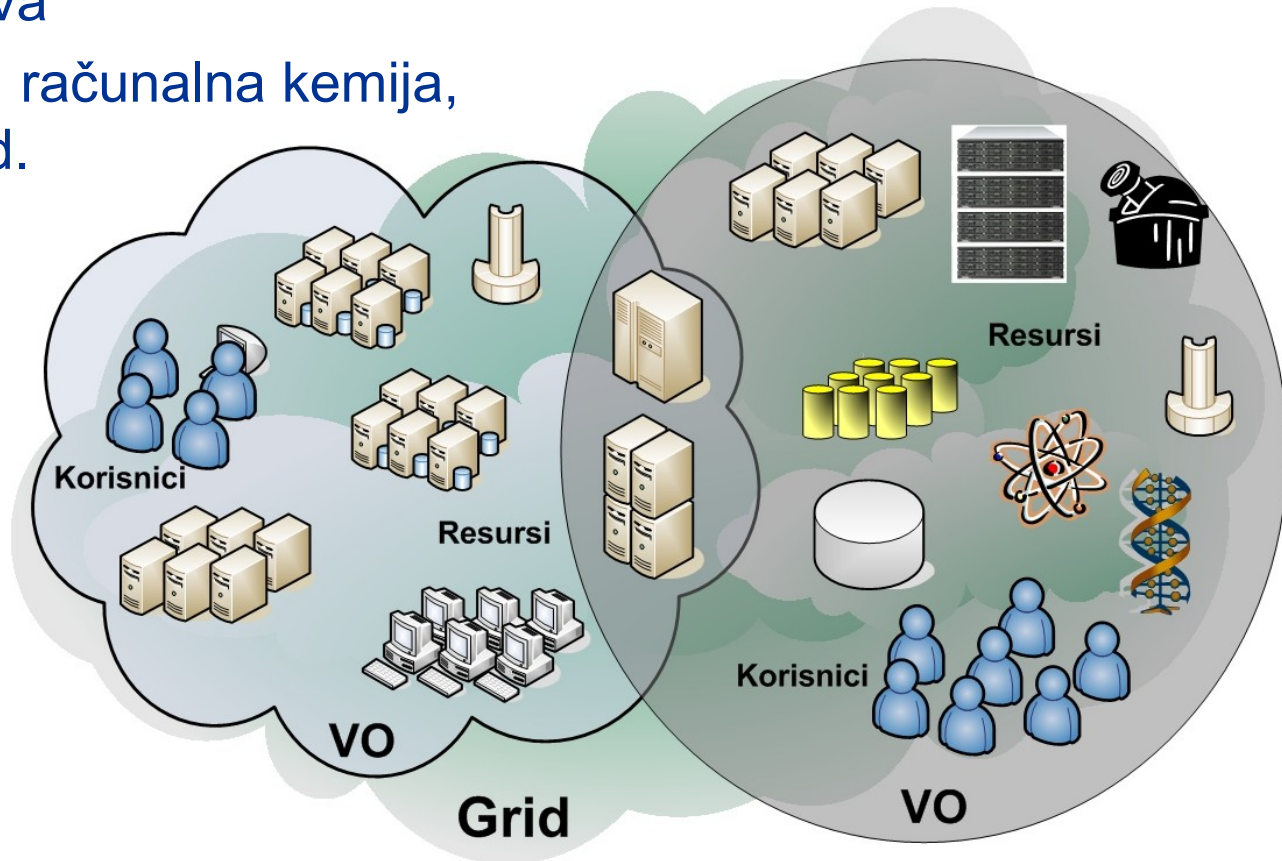 računalna kemija,
Resursi
Korisnici
Resursi
Korisnici
VO
Grid
VO